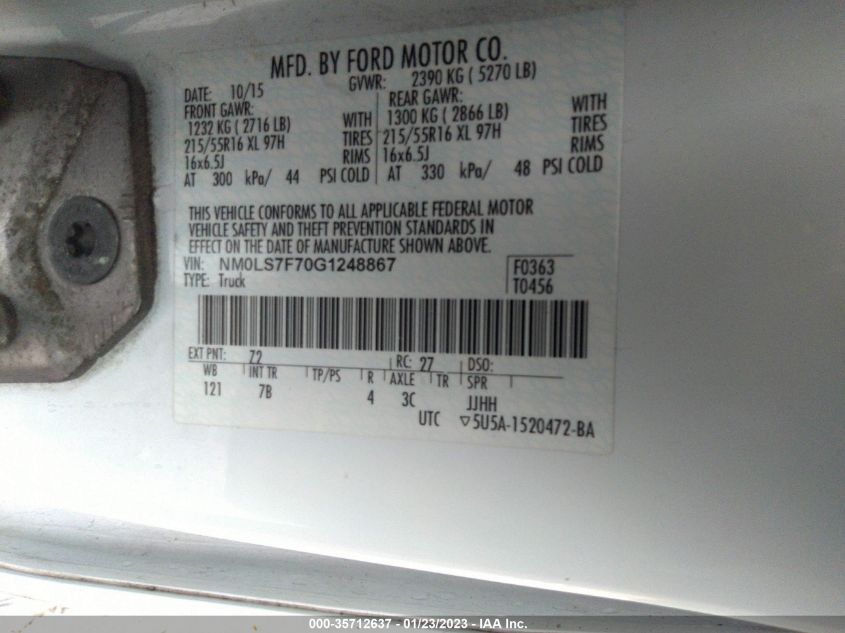 MFD. BY FORD MOTOR CO.
DATE: 10/15 GVWR: 2390 KG ( 5270 LB)
FRONT GAWR: REAR GAWR:
1232 KG ( 2716 LB) WITH 1300 KG ( 2866 LB) WITH
215/55R16 XL 97H TIRES 215/55R16 XL 97H TIRES
16x6.5J RIMS 16x6.5J RIMS
AT 300 kPa/ 44 PSI COLD AT 330 kPa/ 48 PSI COLD
THIS VEHICLE CONFORMS TO ALL APPLICABLE FEDERAL MOTOR
VEHICLE SAFETY AND THEFT PREVENTION STANDARDS IN
EFFECT ON THE DATE OF MANUFACTURE SHOWN ABOVE.
VIN: NM0LS7F70G1248867 F0363
TYPE: Truck T0456
EXT PNT: 7Z RC: 27 DSO:
WB INT TR TP/PS R AXLE TR SPR
121 7B 4 3C JJHH
UTC ▽5U5A-1520472-BA
000-35712637 - 01/23/2023 - IAA Inc.